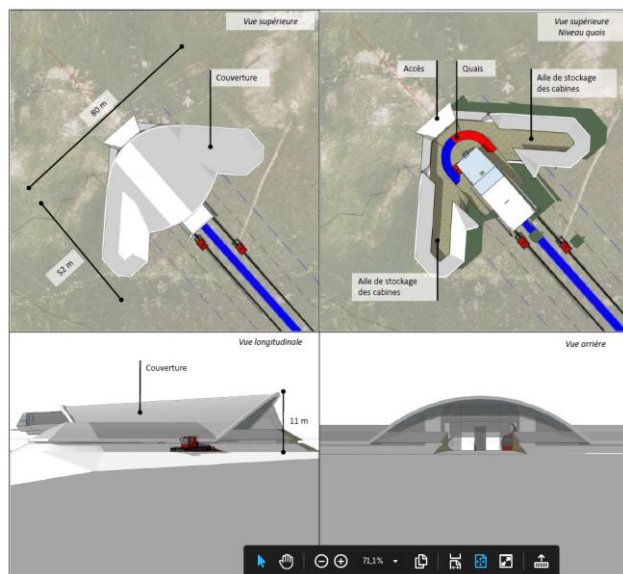 Vue supérieure
Couverture
80 m
52 m
Vue supérieure
Niveau quais
Accès
Quais
Aile de stockage
des cabines
Aile de stockage
des cabines
Vue longitudinale
Couverture
11 m
Vue arrière
71,1%